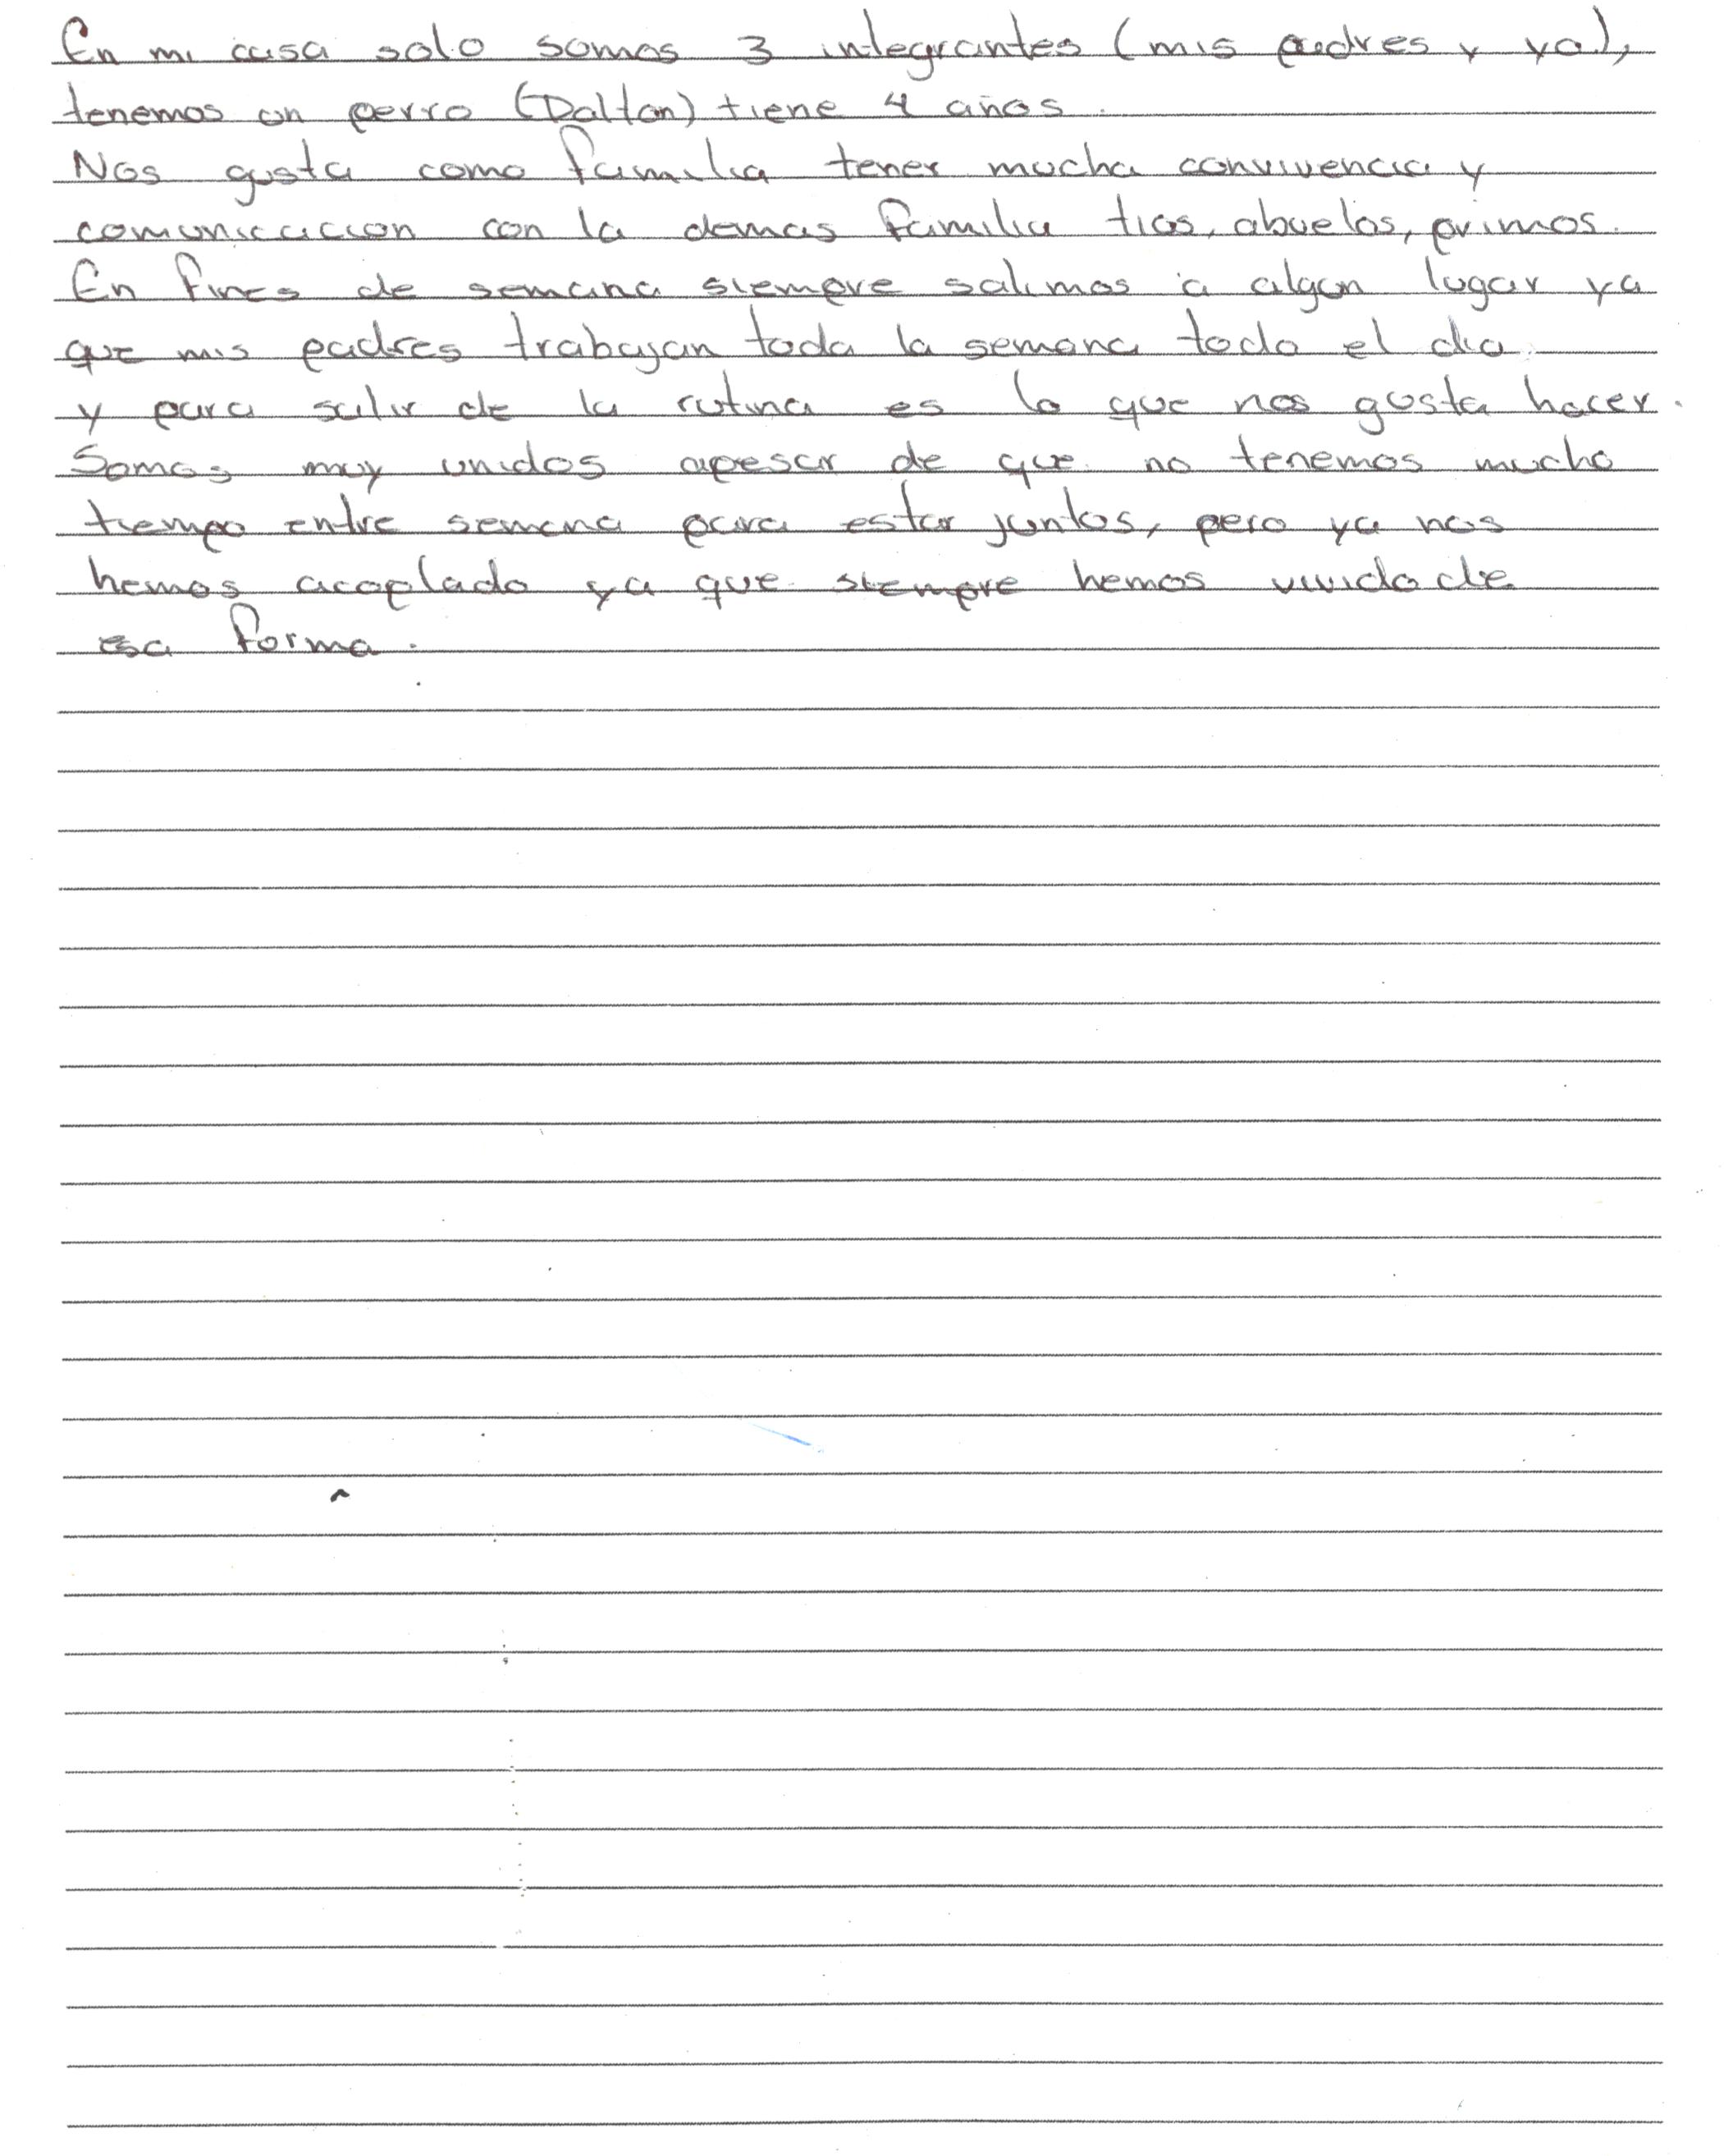 En mi casa solo somos 3 integrantes (mis padres y yo),
tenemos un perro (Dalton) tiene 4 años.
Nos gusta como familia tener mucha convivencia y
comunicacion con la demas familia tios, abuelos, primos.
En fines de semana siempre salimos a algun lugar ya
que mis padres trabajan toda la semana todo el dia
y para salir de la rutina es lo que nos gusta hacer.
Somos muy unidos apesar de que no tenemos mucho
tiempo entre semana para estar juntos, pero ya nos
hemos acoplado ya que siempre hemos vivido de
esa forma.